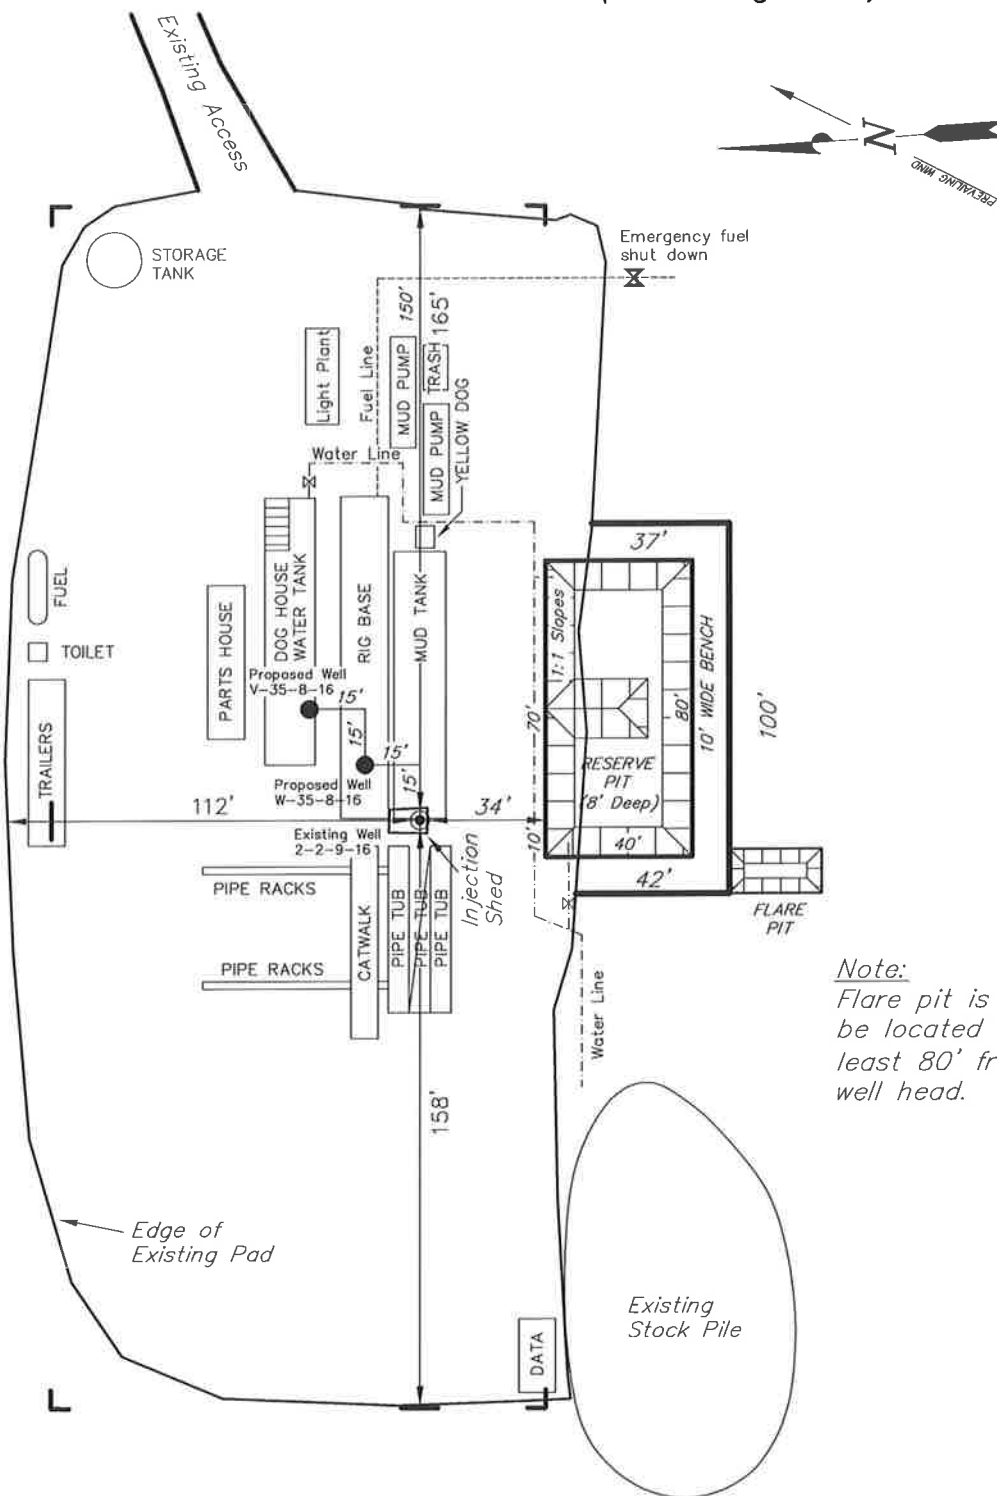 Existing Access
N
PREVAILING WIND
STORAGE
TANK
Emergency fuel
shut down
150'
165'
Light Plant
Fuel Line
MUD PUMP
TRASH
MUD PUMP
YELLOW DOG
Water Line
FUEL
TOILET
TRAILERS
PARTS HOUSE
DOG HOUSE
WATER TANK
RIG BASE
MUD TANK
Proposed Well
V-35-8-16
15'
15'
15'
15'
Proposed Well
W-35-8-16
112'
34'
Existing Well
2-2-9-16
Injection
Shed
37'
1:1 Slopes
70'
80'
10' WIDE BENCH
100'
RESERVE
PIT
(8' Deep)
10'
40'
42'
FLARE
PIT
PIPE RACKS
PIPE RACKS
CATWALK
PIPE TUB
PIPE TUB
PIPE TUB
Water Line
Note:
Flare pit is
be located
least 80'
well head.
158'
Edge of
Existing Pad
Existing
Stock Pile
DATA